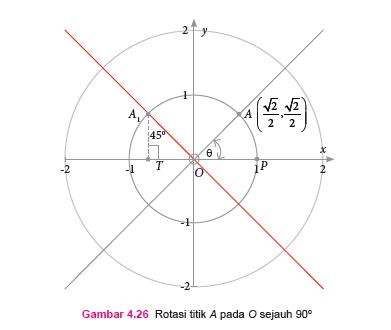 2 y
1
A₁ A (√2/2, √2/2)
45°
θ x
-2 -1 T O 1 P 2
-1
-2
Gambar 4.26 Rotasi titik A pada O sejauh 90°